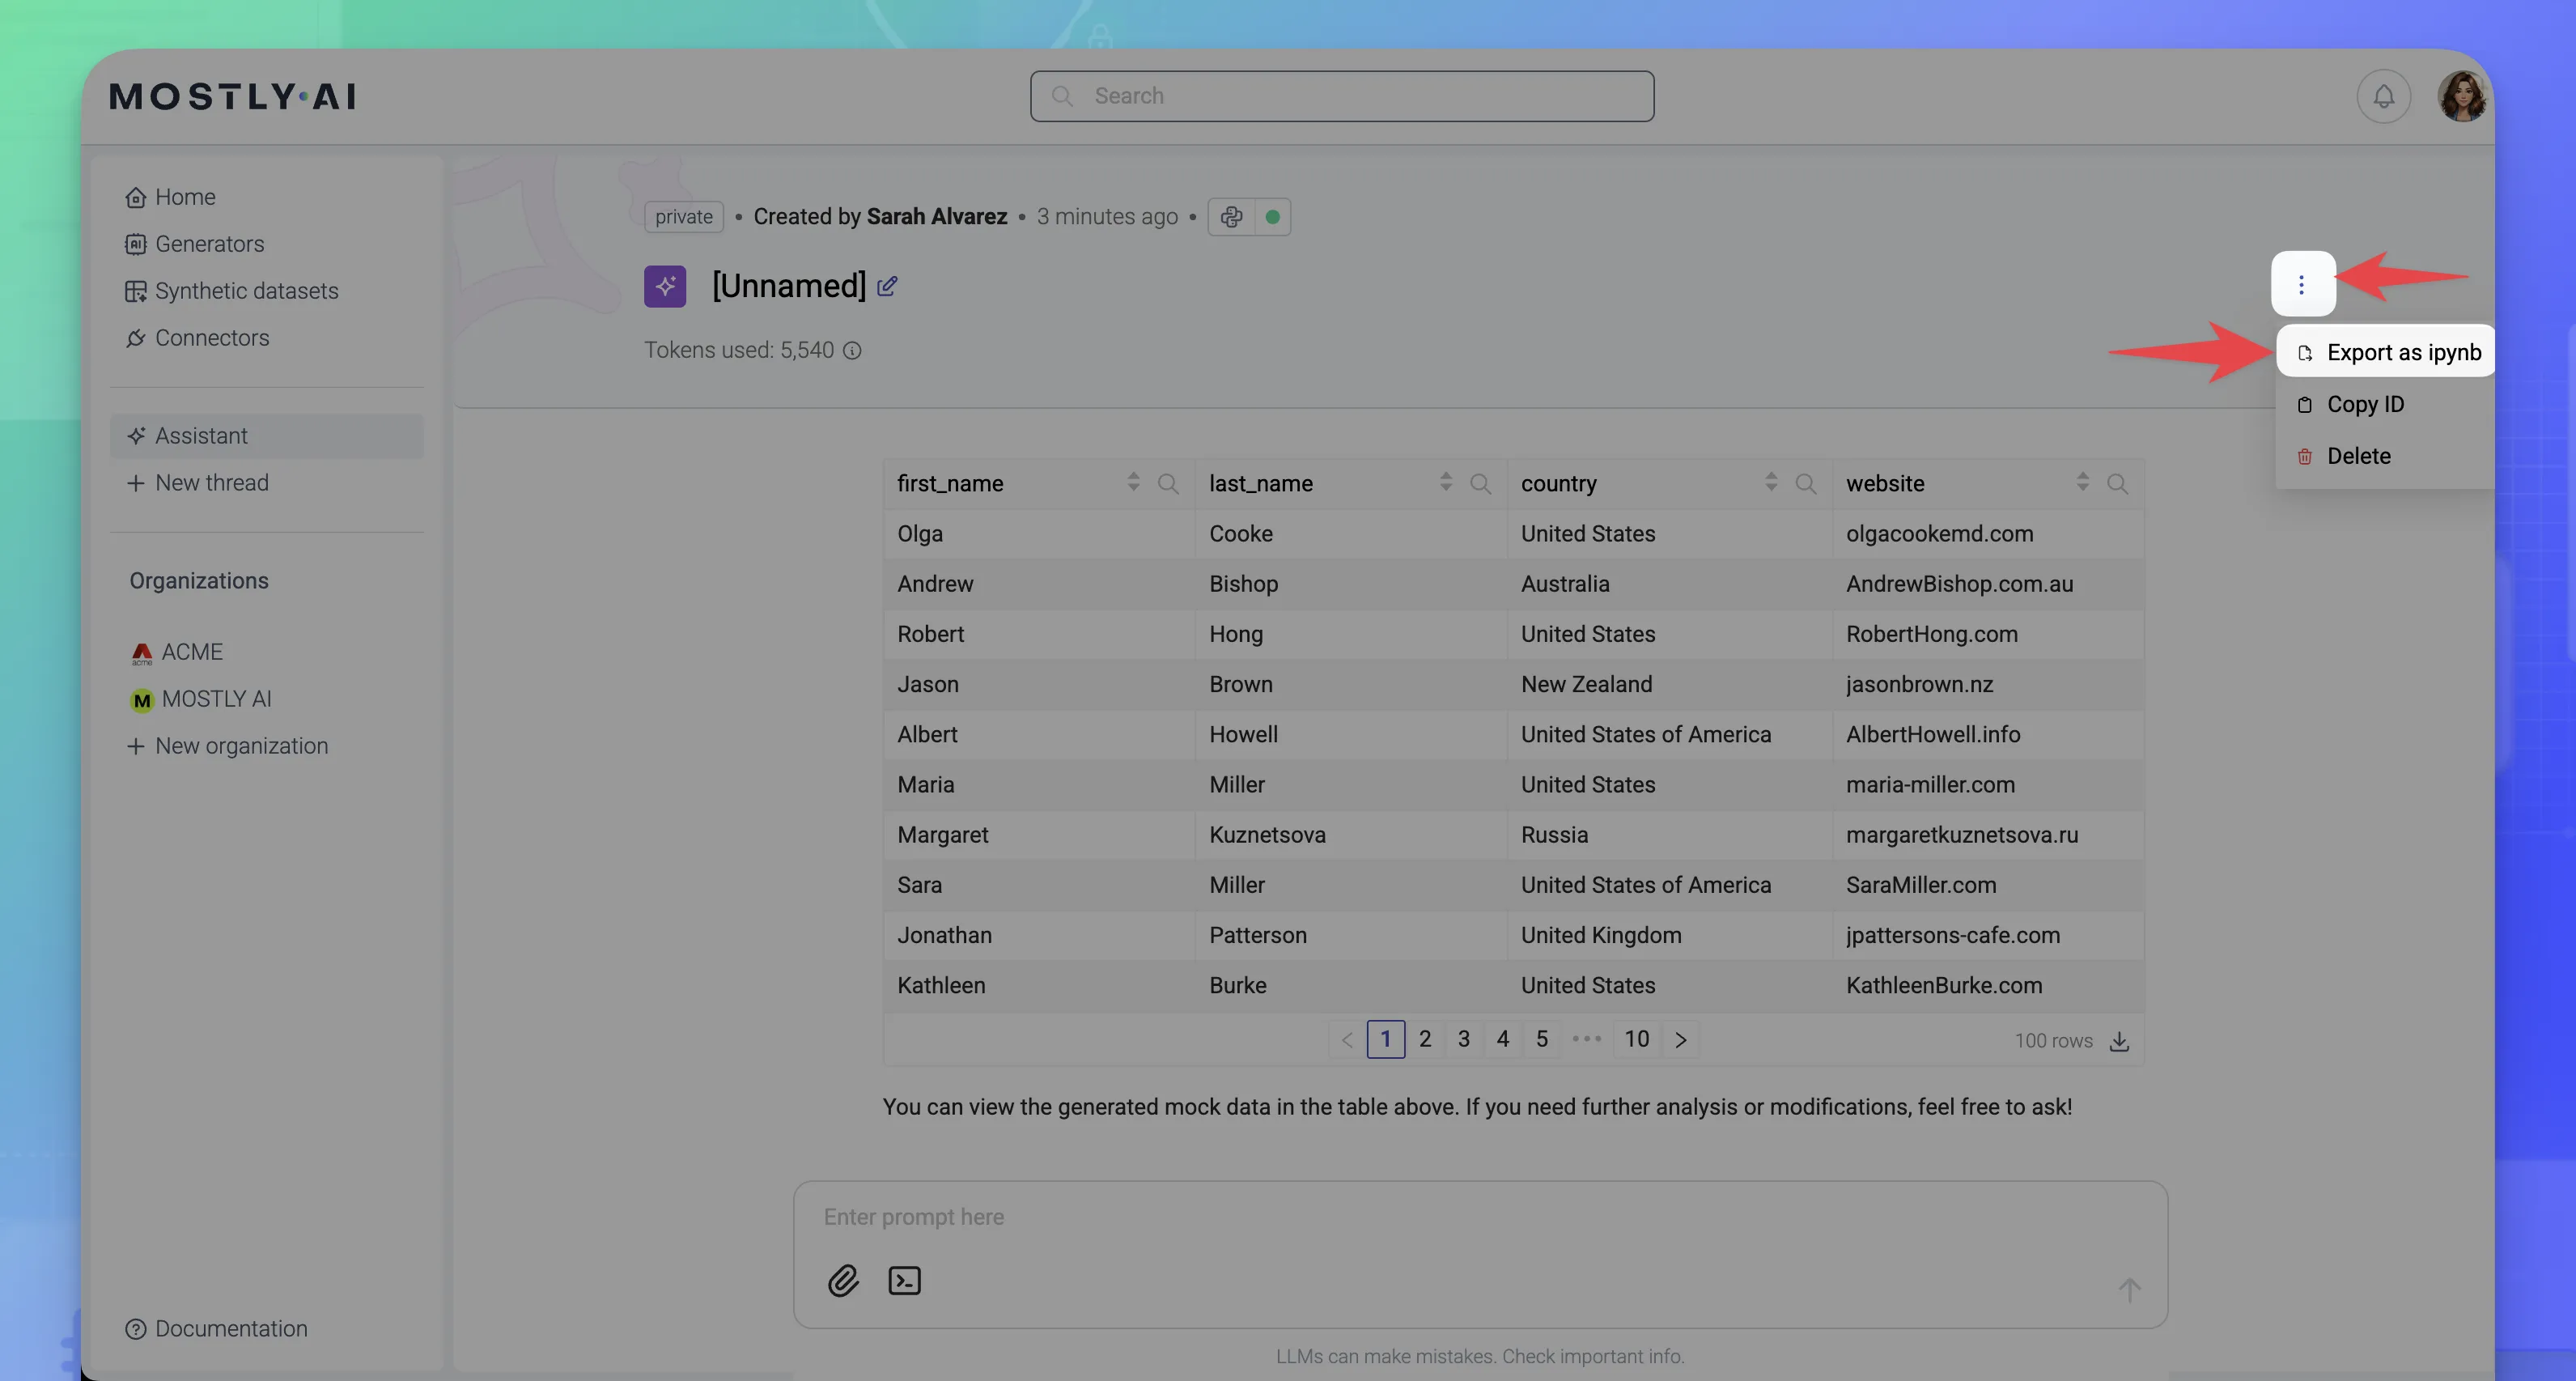 MOSTLY·AI
Search
Home
Generators
Synthetic datasets
Connectors
Assistant
New thread
Organizations
acme ACME
M MOSTLY AI
New organization
Documentation
private • Created by Sarah Alvarez • 3 minutes ago •
[Unnamed]
Tokens used: 5,540
Export as ipynb
Copy ID
Delete
first_name last_name country website
Olga Cooke United States olgacookemd.com
Andrew Bishop Australia AndrewBishop.com.au
Robert Hong United States RobertHong.com
Jason Brown New Zealand jasonbrown.nz
Albert Howell United States of America AlbertHowell.info
Maria Miller United States maria-miller.com
Margaret Kuznetsova Russia margaretkuznetsova.ru
Sara Miller United States of America SaraMiller.com
Jonathan Patterson United Kingdom jpattersons-cafe.com
Kathleen Burke United States KathleenBurke.com
< 1 2 3 4 5 ••• 10 > 100 rows
You can view the generated mock data in the table above. If you need further analysis or modifications, feel free to ask!
Enter prompt here
LLMs can make mistakes. Check important info.